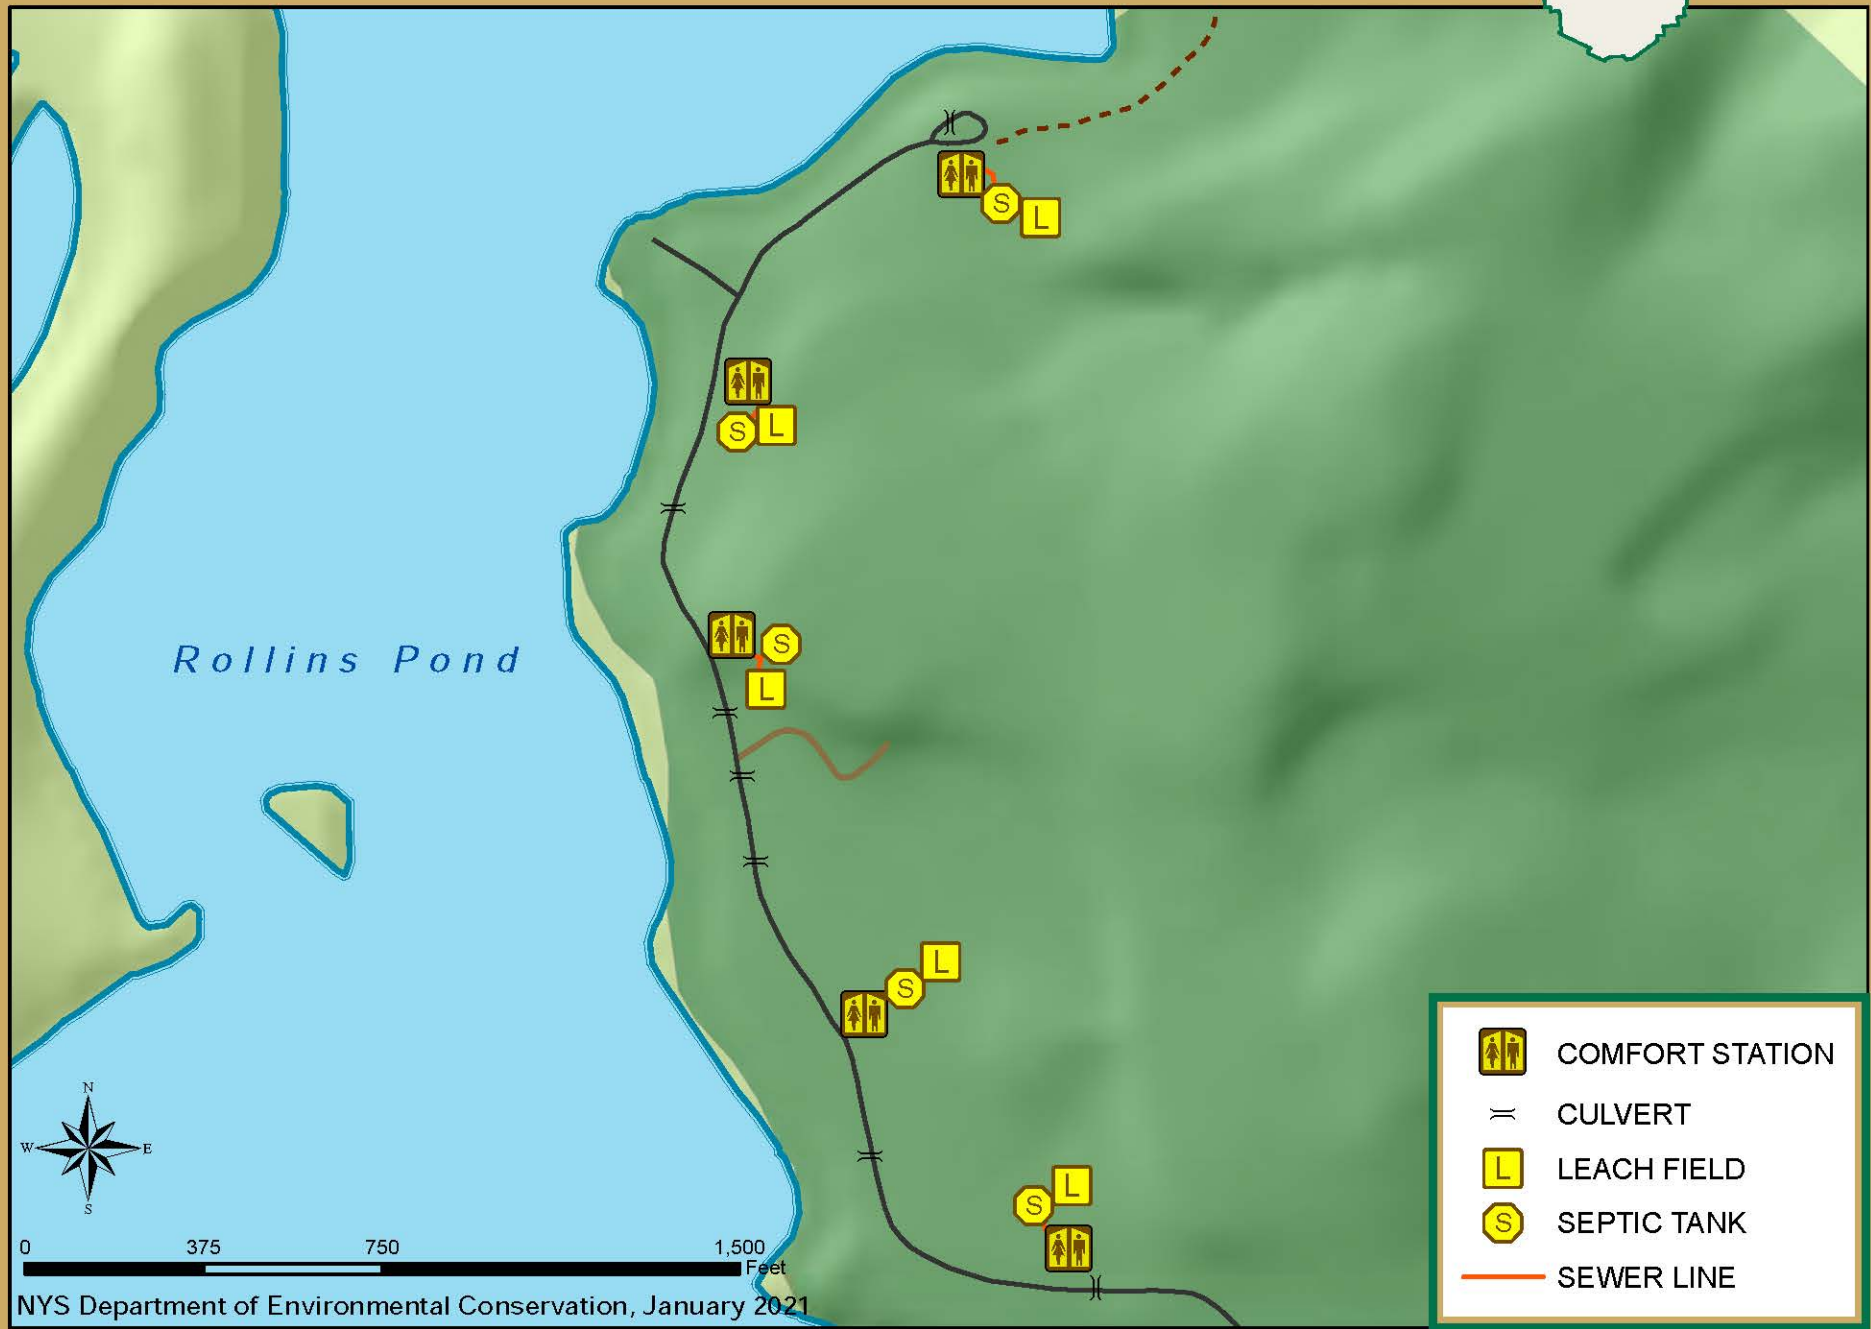 S
L
S
L
S
Rollins Pond
L
L
S
N
W
E
S
L
S
0 375 750 1,500
Feet
NYS Department of Environmental Conservation, January 2021
COMFORT STATION
CULVERT
L LEACH FIELD
S SEPTIC TANK
SEWER LINE